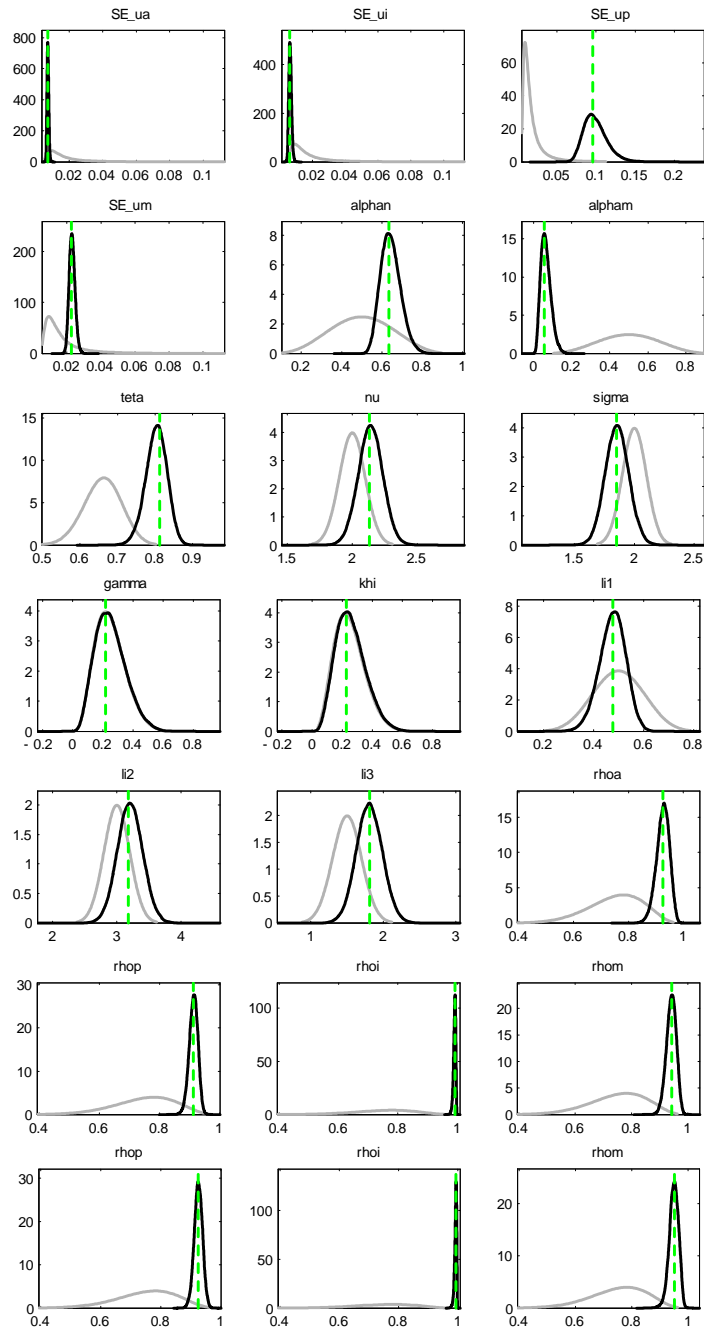 SE_ua SE_ui SE_up
800 600 400 200 0
0.02 0.04 0.06 0.08 0.1
400 200 0
0.02 0.04 0.06 0.08 0.1
60 40 20 0
0.05 0.1 0.15 0.2
SE_um alphan alpham
200 100 0
0.02 0.04 0.06 0.08 0.1
8 6 4 2 0
0.2 0.4 0.6 0.8 1
15 10 5 0
0 0.2 0.4 0.6 0.8
teta nu sigma
15 10 5 0
0.5 0.6 0.7 0.8 0.9
4 3 2 1 0
1.5 2 2.5
4 3 2 1 0
1.5 2 2.5
gamma khi li1
4 3 2 1 0
- 0.2 0 0.2 0.4 0.6 0.8
4 3 2 1 0
- 0.2 0 0.2 0.4 0.6 0.8
8 6 4 2 0
0.2 0.4 0.6 0.8
li2 li3 rhoa
2 1.5 1 0.5 0
2 3 4
2 1.5 1 0.5 0
1 2 3
15 10 5 0
0.4 0.6 0.8 1
rhop rhoi rhom
30 20 10 0
0.4 0.6 0.8 1
100 50 0
0.4 0.6 0.8 1
20 15 10 5 0
0.4 0.6 0.8 1
rhop rhoi rhom
30 20 10 0
0.4 0.6 0.8 1
100 50 0
0.4 0.6 0.8 1
20 10 0
0.4 0.6 0.8 1